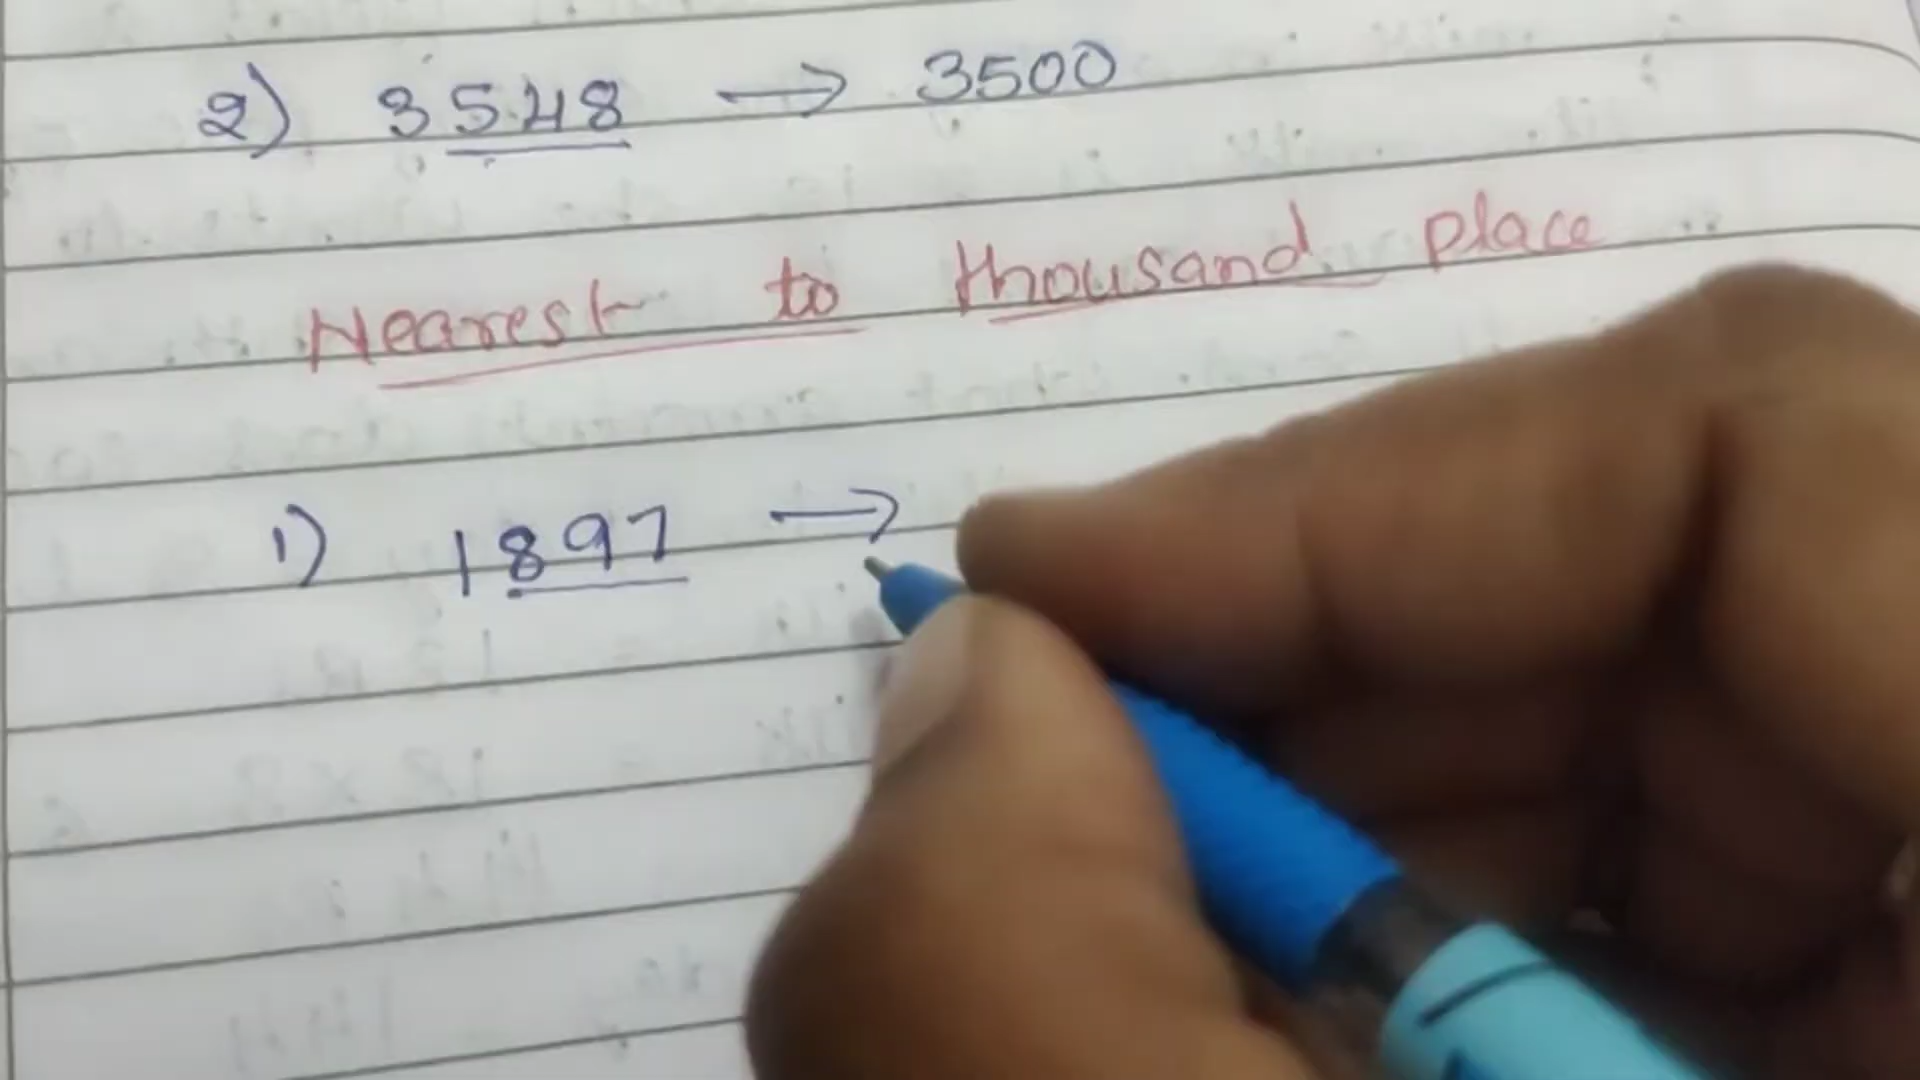 2) 3548 → 3500
Nearest to thousand place
1) 1897 →